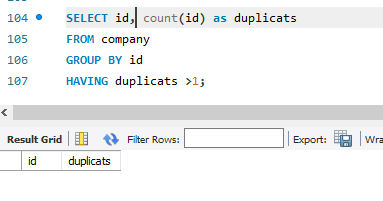 104 SELECT id, count(id) as duplicats
105 FROM company
106 GROUP BY id
107 HAVING duplicats >1;
Result Grid Filter Rows: Export: Wra
id duplicats